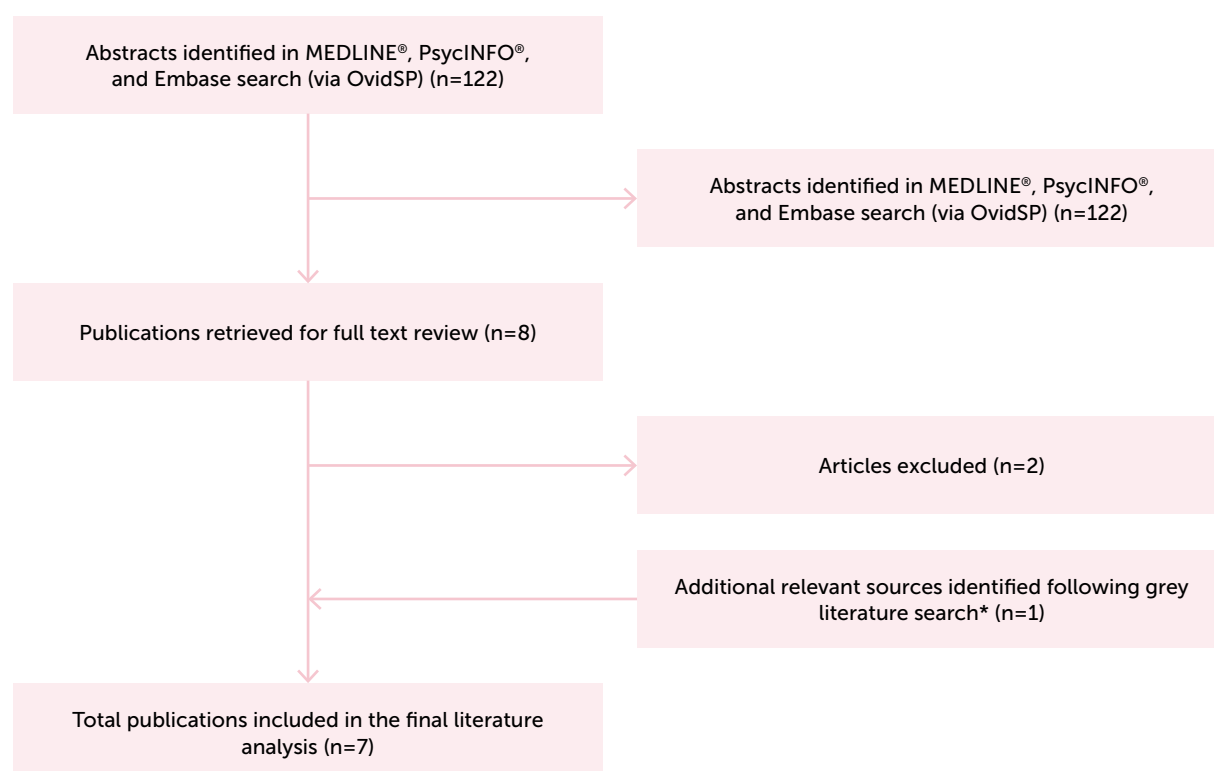 Abstracts identified in MEDLINE®, PsycINFO®,
and Embase search (via OvidSP) (n=122)
Abstracts identified in MEDLINE®, PsycINFO®,
and Embase search (via OvidSP) (n=122)
Publications retrieved for full text review (n=8)
Articles excluded (n=2)
Additional relevant sources identified following grey
literature search* (n=1)
Total publications included in the final literature
analysis (n=7)